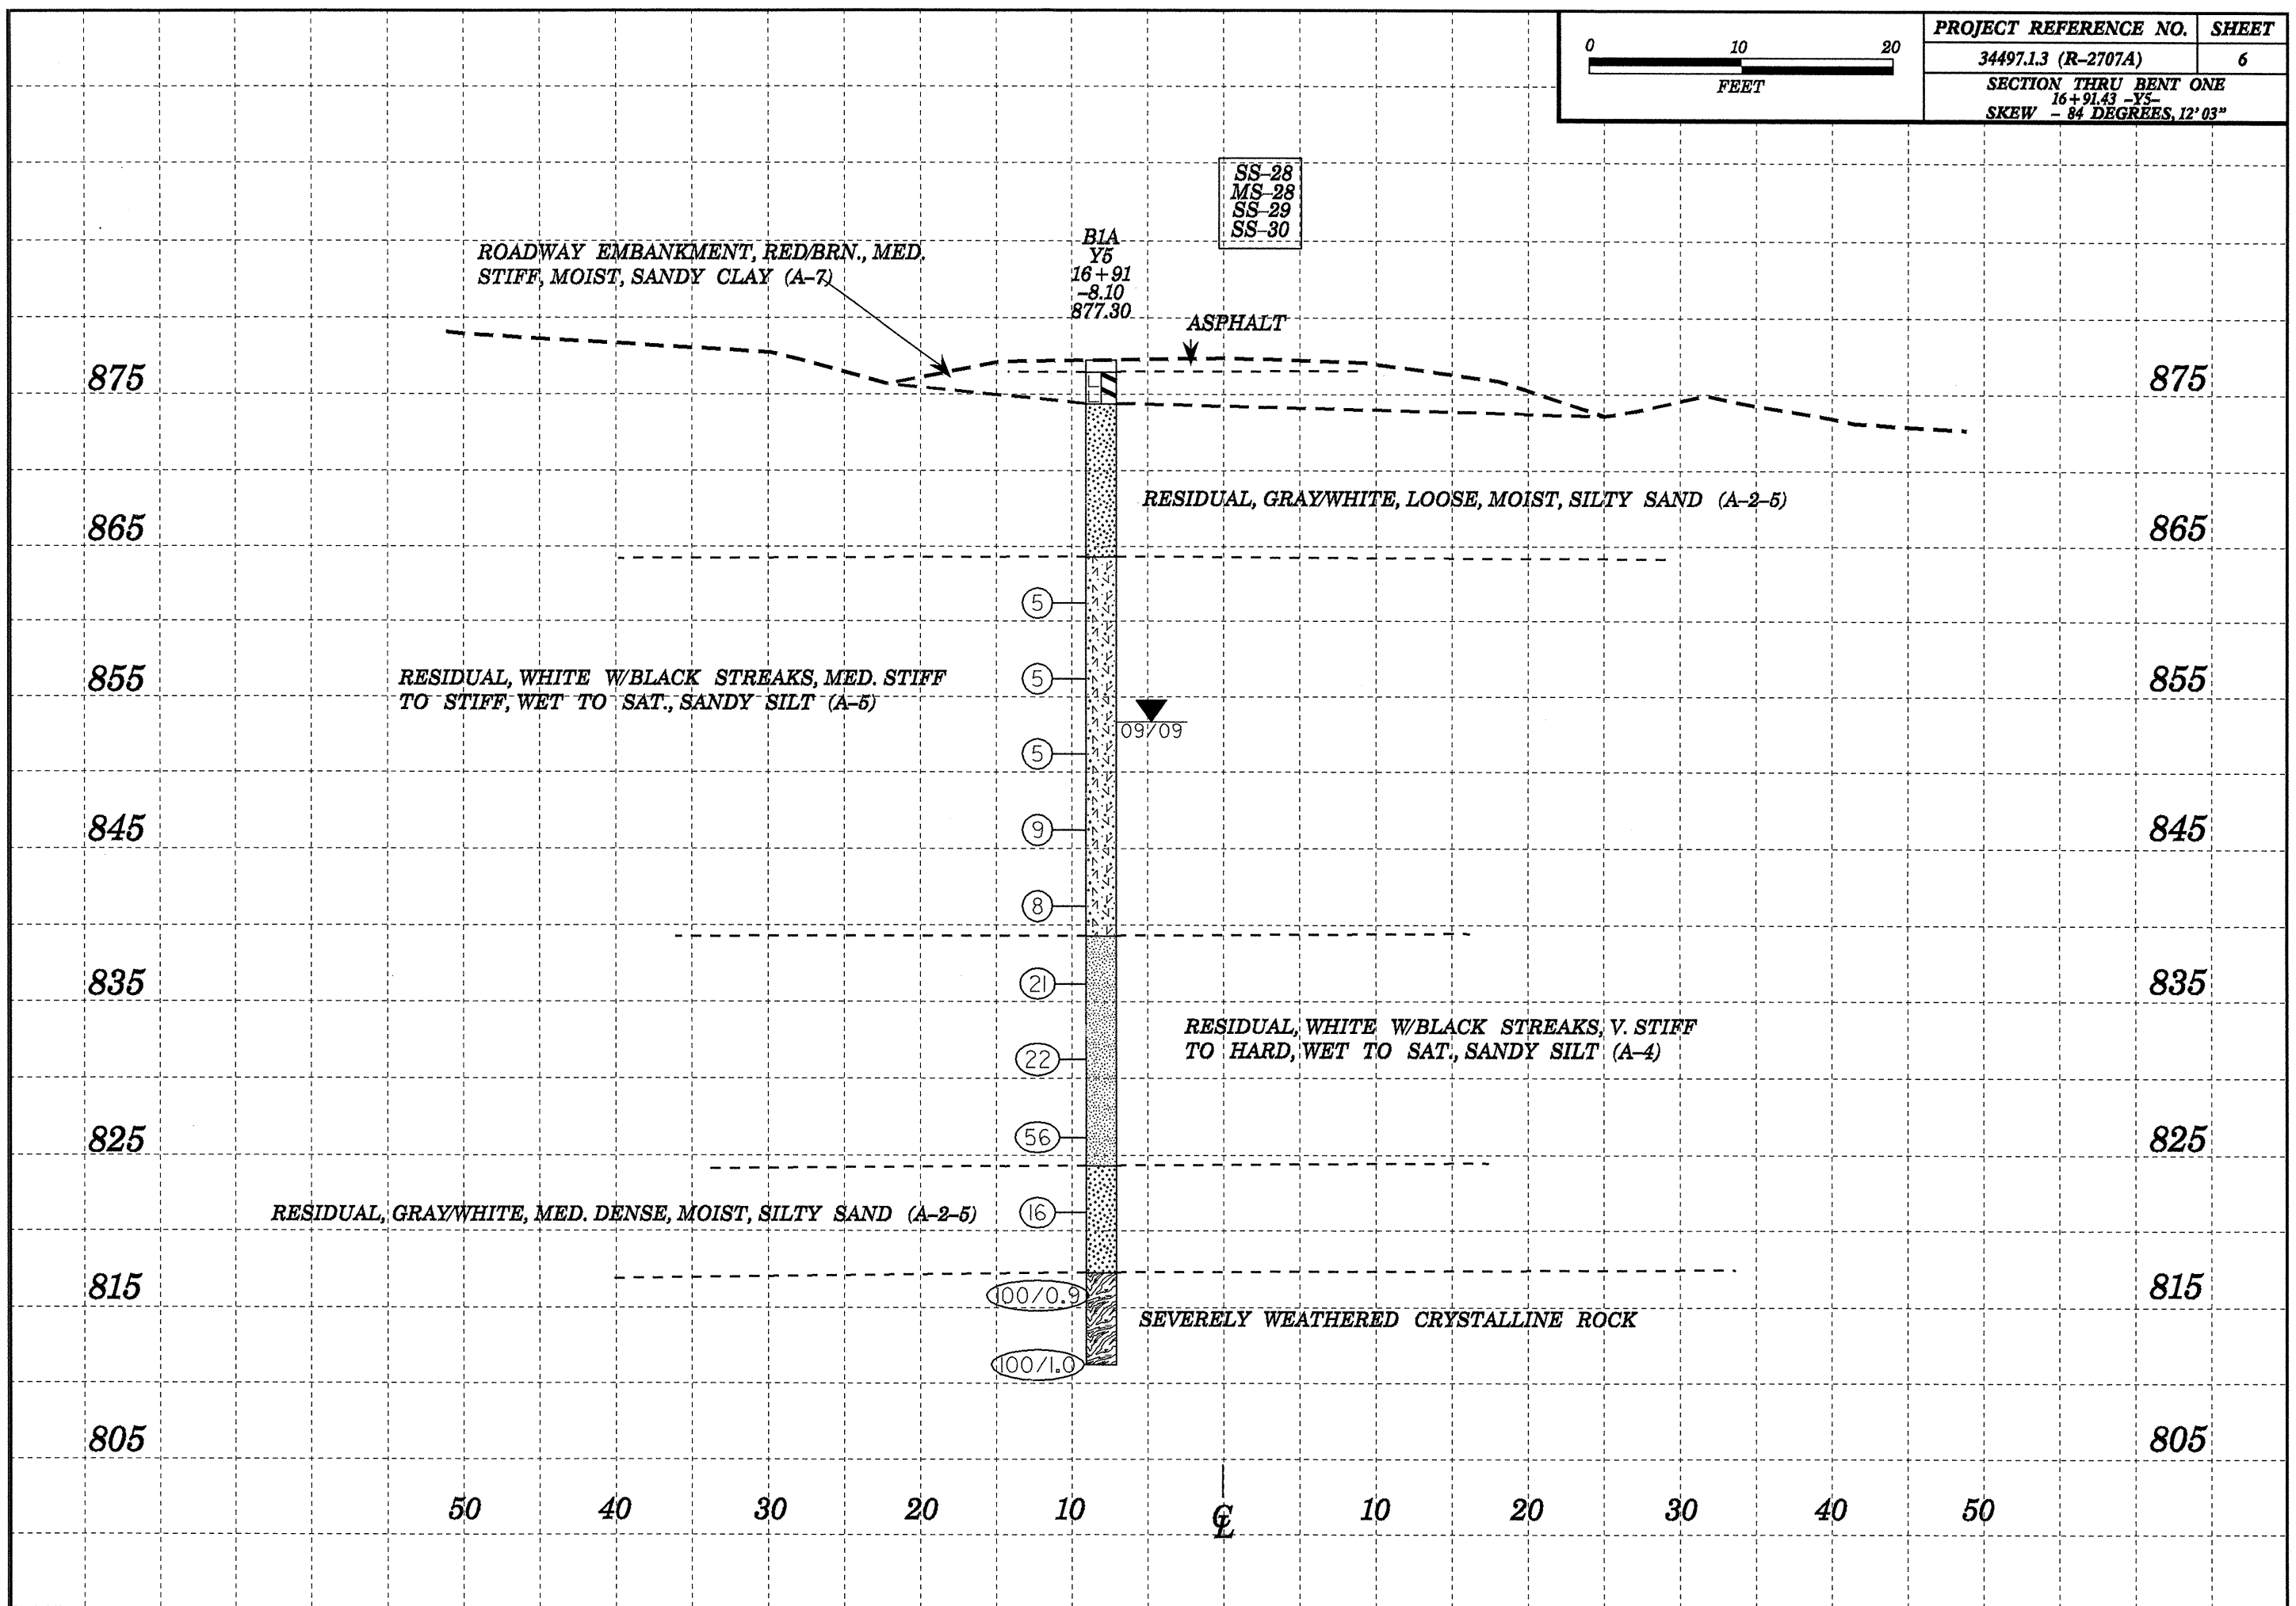 0 10 20
FEET
PROJECT REFERENCE NO. SHEET
34497.1.3 (R-2707A) 6
SECTION THRU BENT ONE
16+91.43 -Y5-
SKEW - 84 DEGREES, 12' 03"
SS-28
MS-28
SS-29
SS-30
B1A
Y5
16+91
-8.10
877.30
ROADWAY EMBANKMENT, RED/BRN., MED.
STIFF, MOIST, SANDY CLAY (A-7)
ASPHALT
875 875
RESIDUAL, GRAY/WHITE, LOOSE, MOIST, SILTY SAND (A-2-5)
865 865
5
855 855
RESIDUAL, WHITE W/BLACK STREAKS, MED. STIFF
TO STIFF, WET TO SAT., SANDY SILT (A-5)
5
09/09
5
845 845
9
8
835 835
21
RESIDUAL, WHITE W/BLACK STREAKS, V. STIFF
TO HARD, WET TO SAT., SANDY SILT (A-4)
22
825 825
56
RESIDUAL, GRAY/WHITE, MED. DENSE, MOIST, SILTY SAND (A-2-5)
16
815 815
100/0.9
SEVERELY WEATHERED CRYSTALLINE ROCK
100/1.0
805 805
50 40 30 20 10 ℄ 10 20 30 40 50